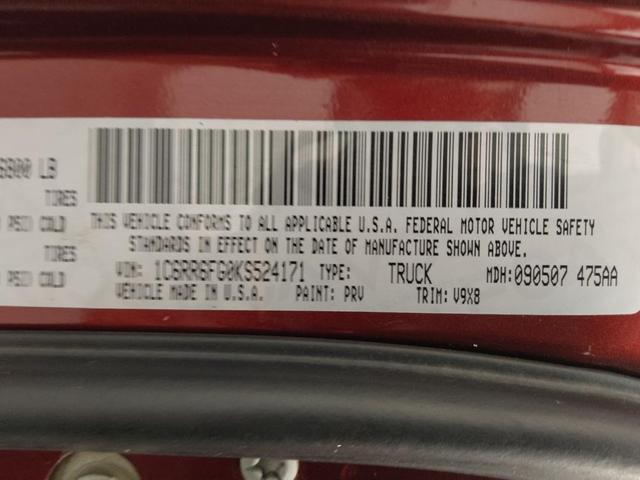 6800 LB
TIRES
PSI) COLD
TIRES
PSI) COLD
THIS VEHICLE CONFORMS TO ALL APPLICABLE U.S.A. FEDERAL MOTOR VEHICLE SAFETY
STANDARDS IN EFFECT ON THE DATE OF MANUFACTURE SHOWN ABOVE.
VIN: 1C6RR6FG0KS524171 TYPE: TRUCK MDH: 090507 475AA
VEHICLE MADE IN U.S.A. PAINT: PRV TRIM: V9X8